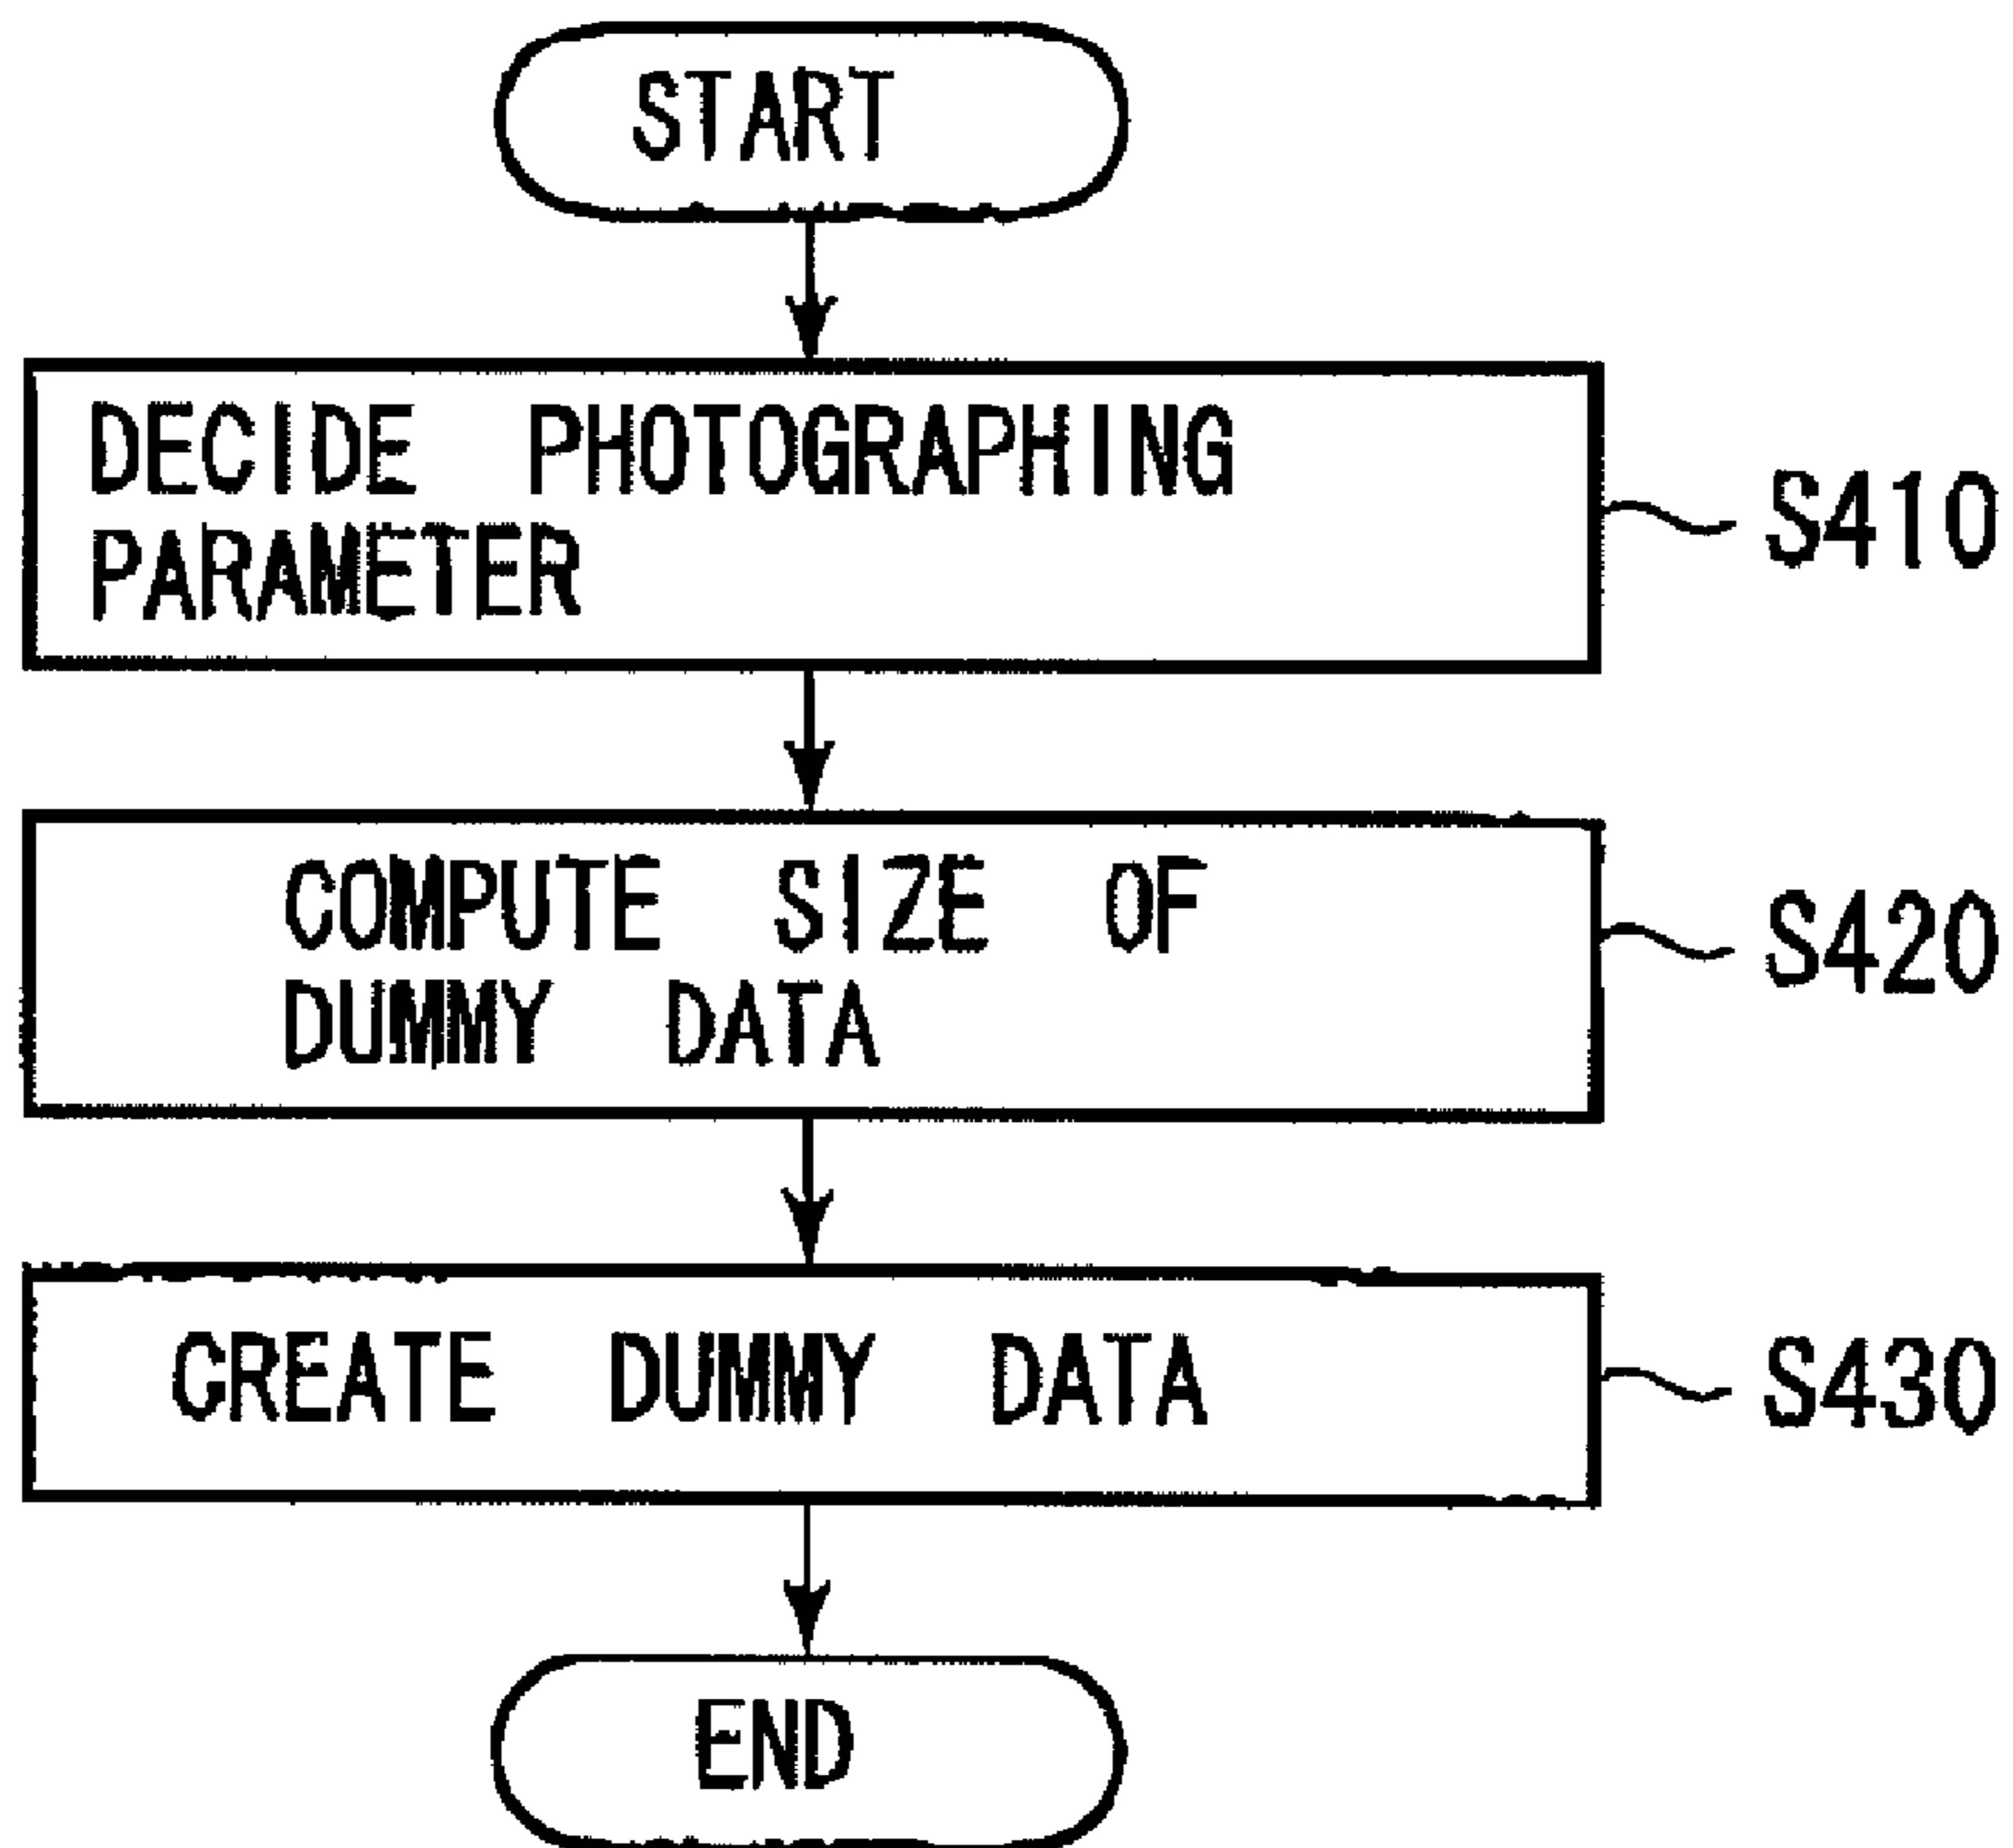 START
DECIDE PHOTOGRAPHING
PARAMETER
S410
COMPUTE SIZE OF
DUMMY DATA
S420
CREATE DUMMY DATA
S430
END